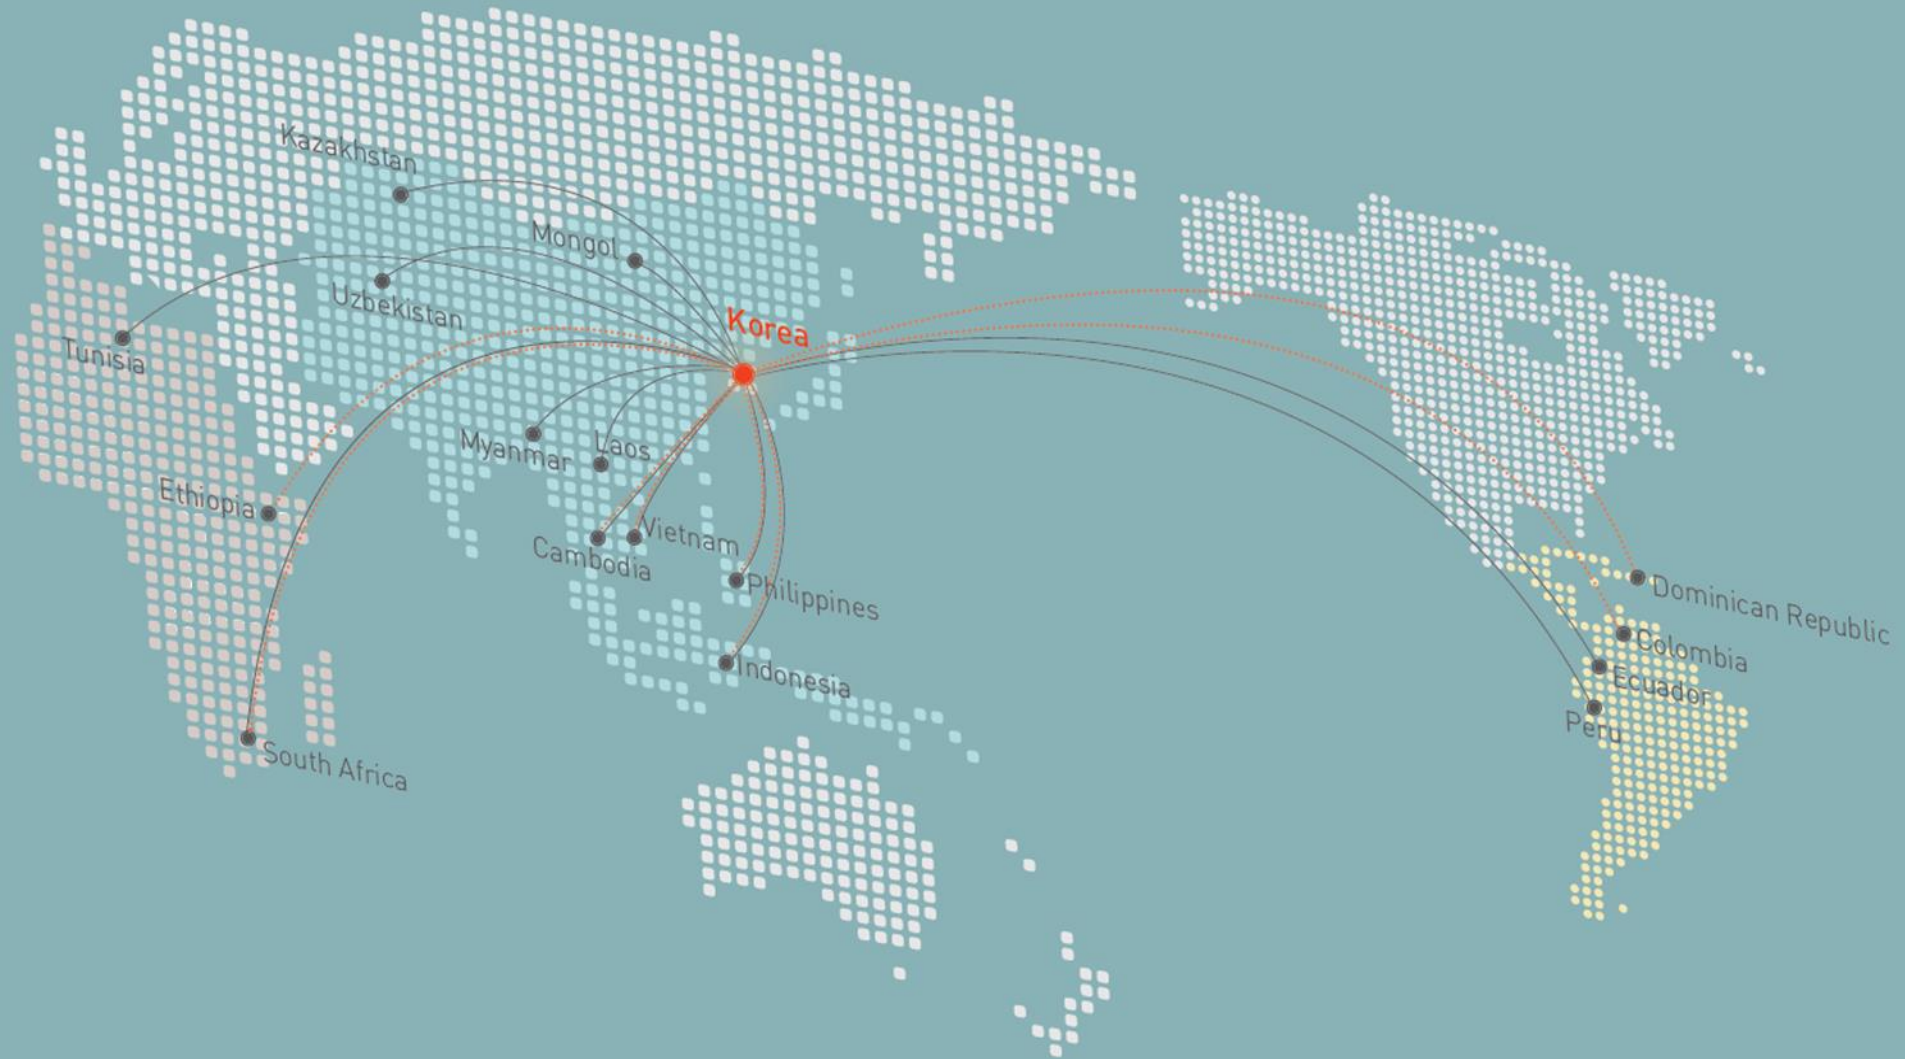 Kazakhstan
Mongol
Uzbekistan
Korea
Tunisia
Myanmar
Laos
Ethiopia
Vietnam
Cambodia
Philippines
Dominican Republic
Colombia
Indonesia
Ecuador
Peru
South Africa